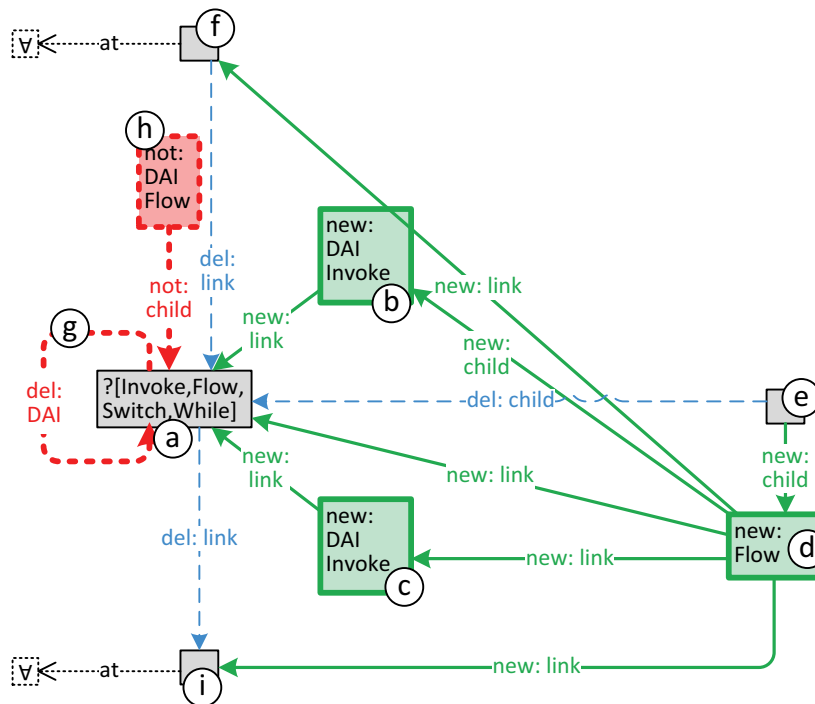 f
∀
at
h
not:
DAI
Flow
new:
DAI
Invoke
b
del:
link
new: link
not:
child
g
new:
link
new:
child
del:
DAI
?[Invoke,Flow,
Switch,While]
a
del: child
e
new:
link
new: link
new:
child
new:
DAI
Invoke
c
del: link
new: link
new:
Flow
d
∀
at
i
new: link